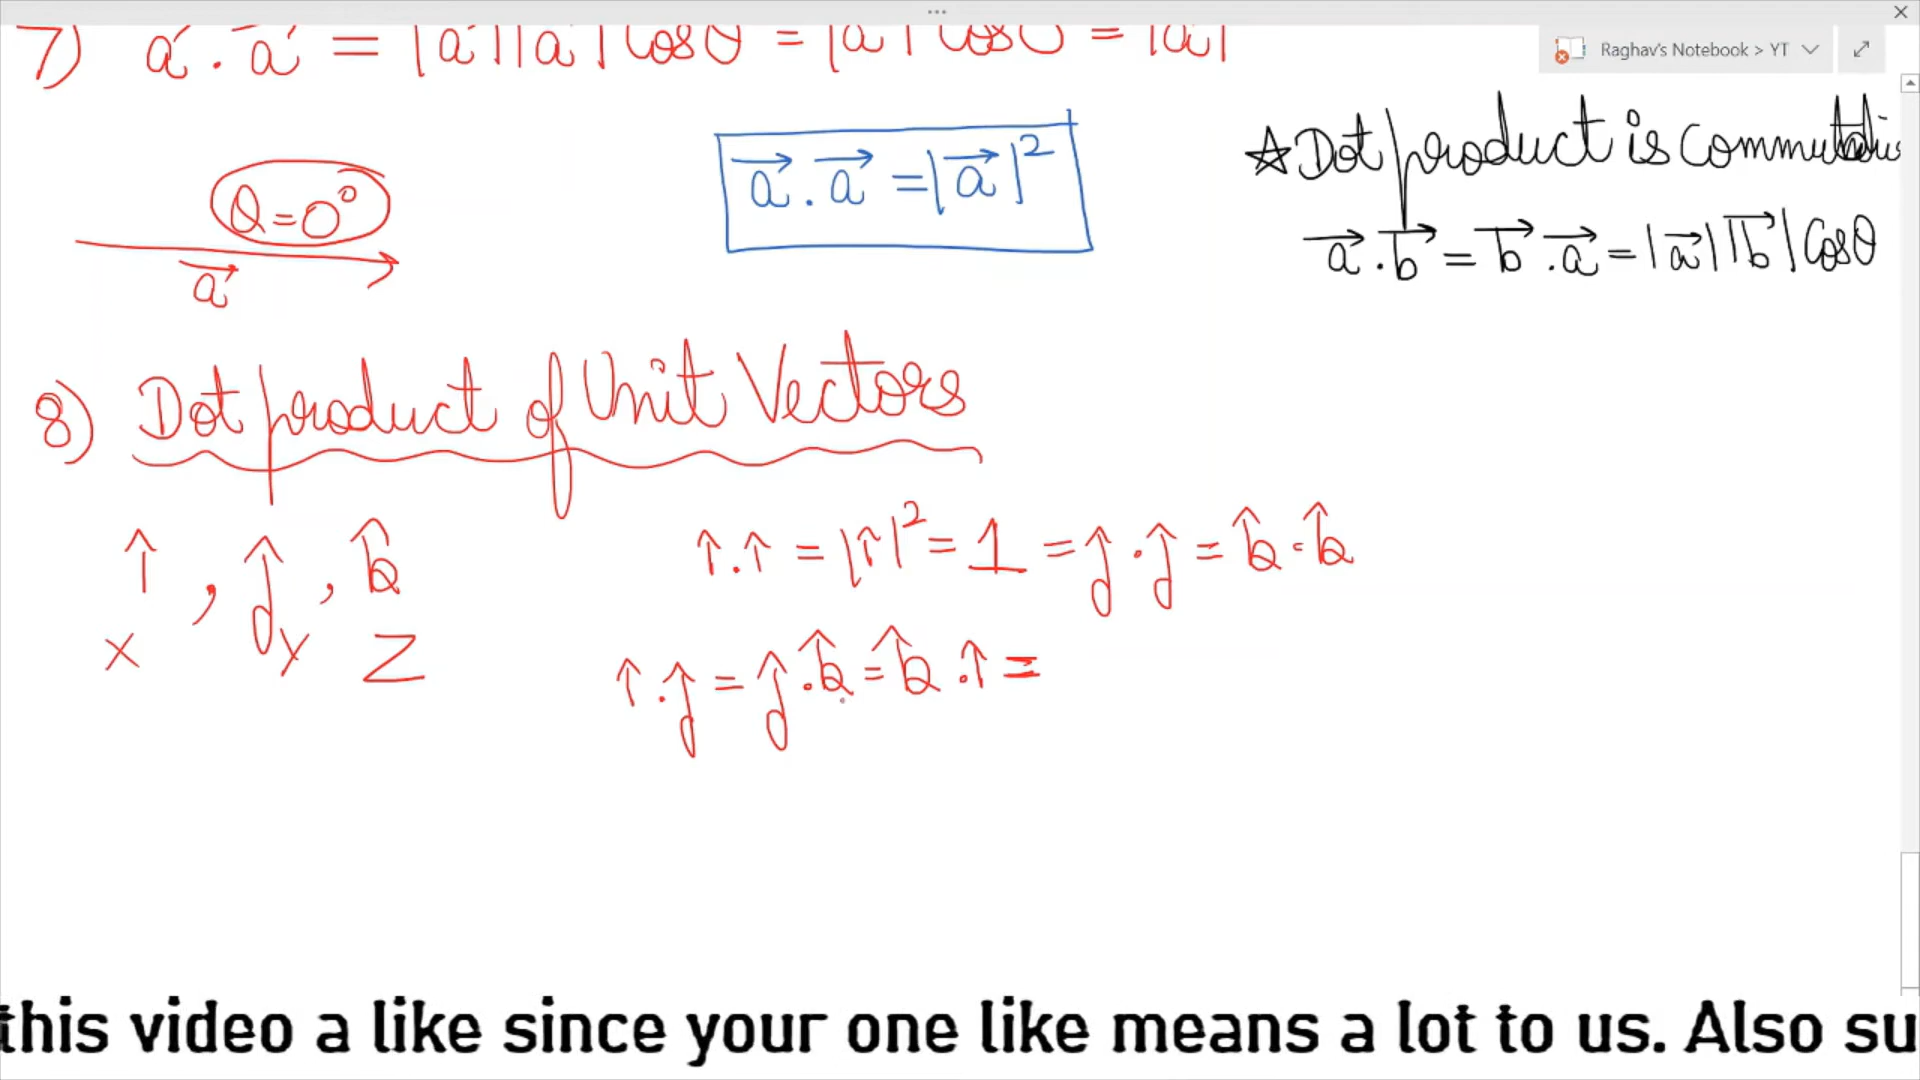 7) a⃗ . a⃗ = |a⃗||a⃗| Cosθ = |a⃗| Cosθ = |a⃗|
Raghav's Notebook > YT
☆ Dot product is Commutativ
a⃗ . b⃗ = b⃗ . a⃗ = |a⃗||b⃗| Cosθ
θ = 0°
a⃗
a⃗ . a⃗ = |a⃗|²
8) Dot product of Unit Vectors
î , ĵ , k̂
X Y Z
î . î = |î|² = 1 = ĵ . ĵ = k̂ . k̂
î . ĵ = ĵ . k̂ = k̂ . î =
this video a like since your one like means a lot to us. Also su